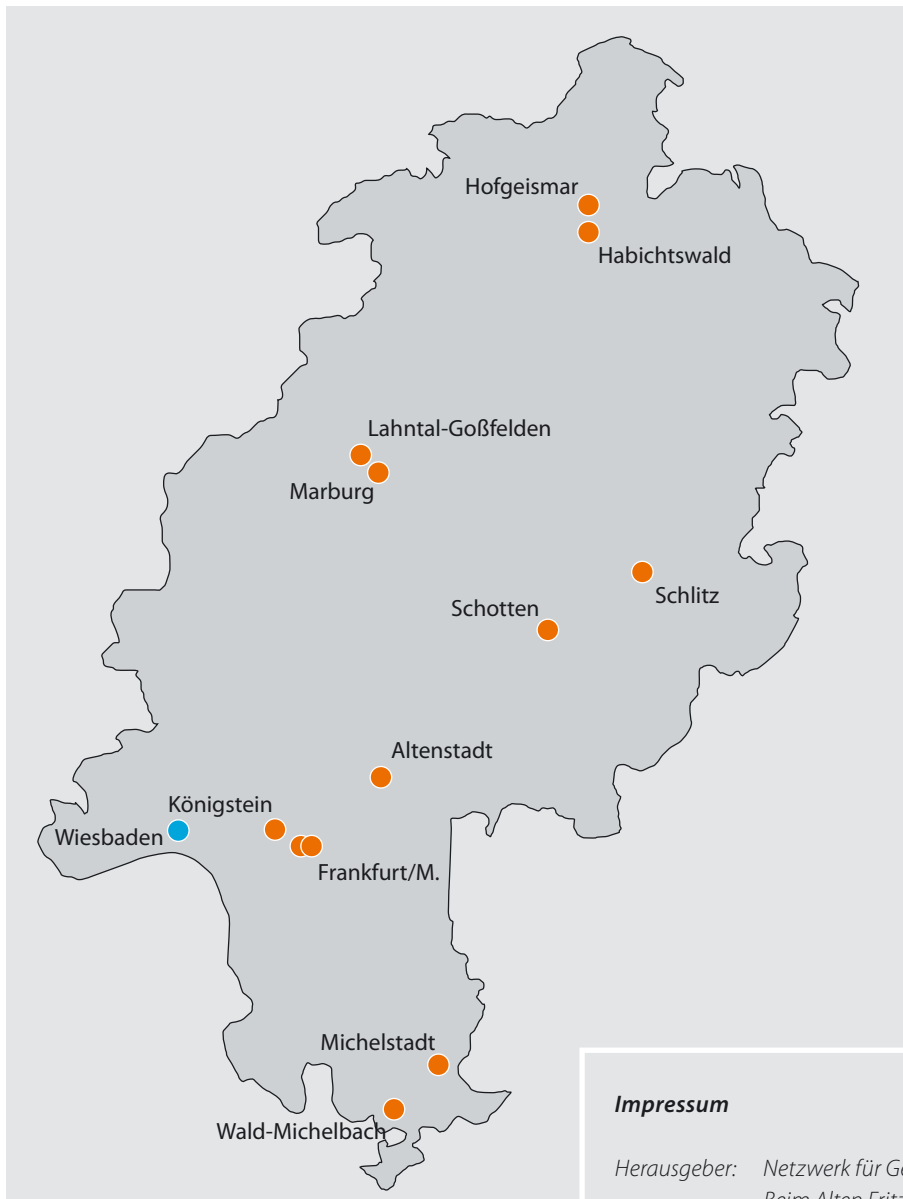 Hofgeismar
Habichtswald
Lahntal-Goßfelden
Marburg
Schlitz
Schotten
Altenstadt
Königstein
Wiesbaden
Frankfurt/M.
Michelstadt
Wald-Michelbach
Impressum
Herausgeber: Netzwerk für